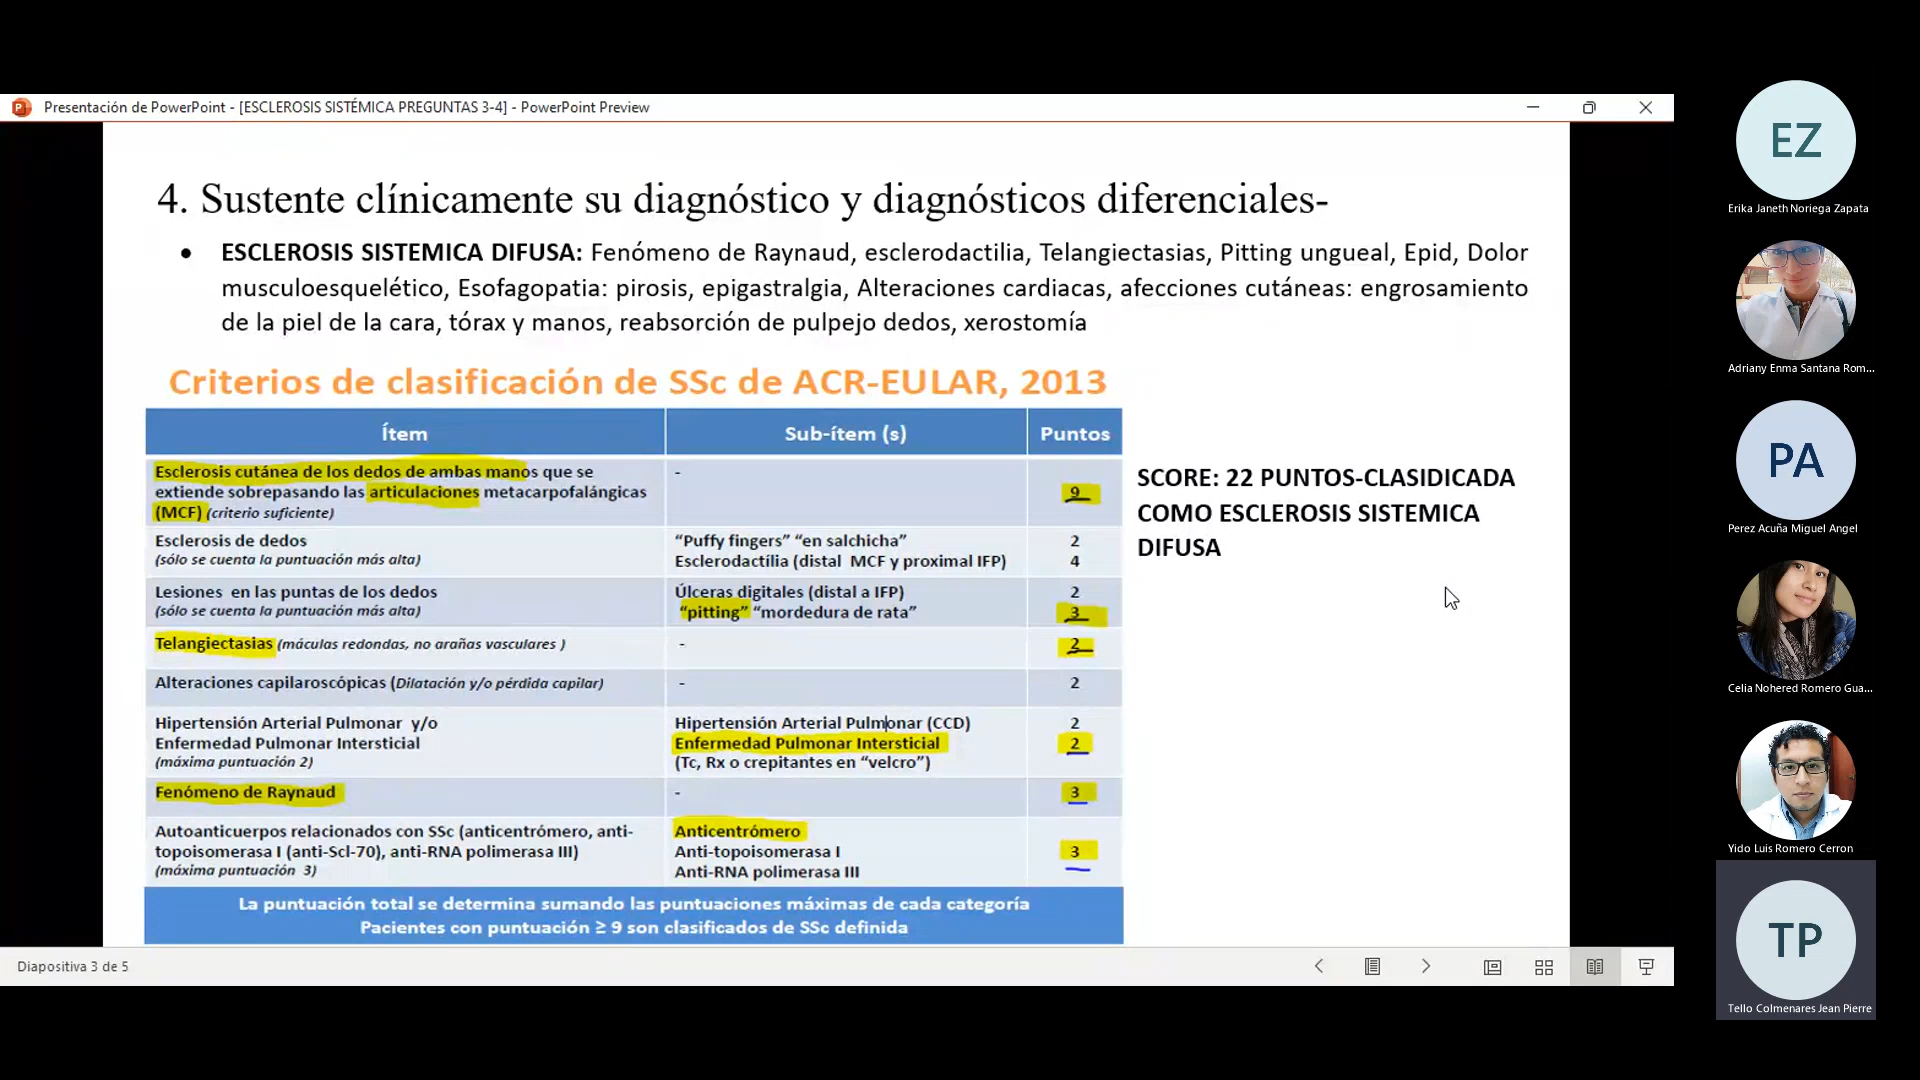 Presentación de PowerPoint - [ESCLEROSIS SISTÉMICA PREGUNTAS 3-4] - PowerPoint Preview
4. Sustente clínicamente su diagnóstico y diagnósticos diferenciales-
• ESCLEROSIS SISTEMICA DIFUSA: Fenómeno de Raynaud, esclerodactilia, Telangiectasias, Pitting ungueal, Epid, Dolor
musculoesquelético, Esofagopatia: pirosis, epigastralgia, Alteraciones cardiacas, afecciones cutáneas: engrosamiento
de la piel de la cara, tórax y manos, reabsorción de pulpejo dedos, xerostomía
Criterios de clasificación de SSc de ACR-EULAR, 2013
Ítem Sub-ítem (s) Puntos
Esclerosis cutánea de los dedos de ambas manos que se
extiende sobrepasando las articulaciones metacarpofalángicas
(MCF) (criterio suficiente)
-
9
Esclerosis de dedos
(sólo se cuenta la puntuación más alta)
“Puffy fingers” “en salchicha” 2
Esclerodactília (distal MCF y proximal IFP) 4
Lesiones en las puntas de los dedos
(sólo se cuenta la puntuación más alta)
Úlceras digitales (distal a IFP) 2
“pitting” “mordedura de rata” 3
Telangiectasias (máculas redondas, no arañas vasculares ) - 2
Alteraciones capilaroscópicas (Dilatación y/o pérdida capilar) - 2
Hipertensión Arterial Pulmonar y/o
Enfermedad Pulmonar Intersticial
(máxima puntuación 2)
Hipertensión Arterial Pulmonar (CCD) 2
Enfermedad Pulmonar Intersticial 2
(Tc, Rx o crepitantes en “velcro”)
Fenómeno de Raynaud - 3
Autoanticuerpos relacionados con SSc (anticentrómero, anti-
topoisomerasa I (anti-Scl-70), anti-RNA polimerasa III)
(máxima puntuación 3)
Anticentrómero
Anti-topoisomerasa I 3
Anti-RNA polimerasa III
La puntuación total se determina sumando las puntuaciones máximas de cada categoría
Pacientes con puntuación ≥ 9 son clasificados de SSc definida
SCORE: 22 PUNTOS-CLASIDICADA
COMO ESCLEROSIS SISTEMICA
DIFUSA
Diapositiva 3 de 5
EZ
Erika Janeth Noriega Zapata
Adriany Enma Santana Rom...
PA
Perez Acuña Miguel Angel
Celia Nohered Romero Gua...
Yido Luis Romero Cerron
TP
Tello Colmenares Jean Pierre